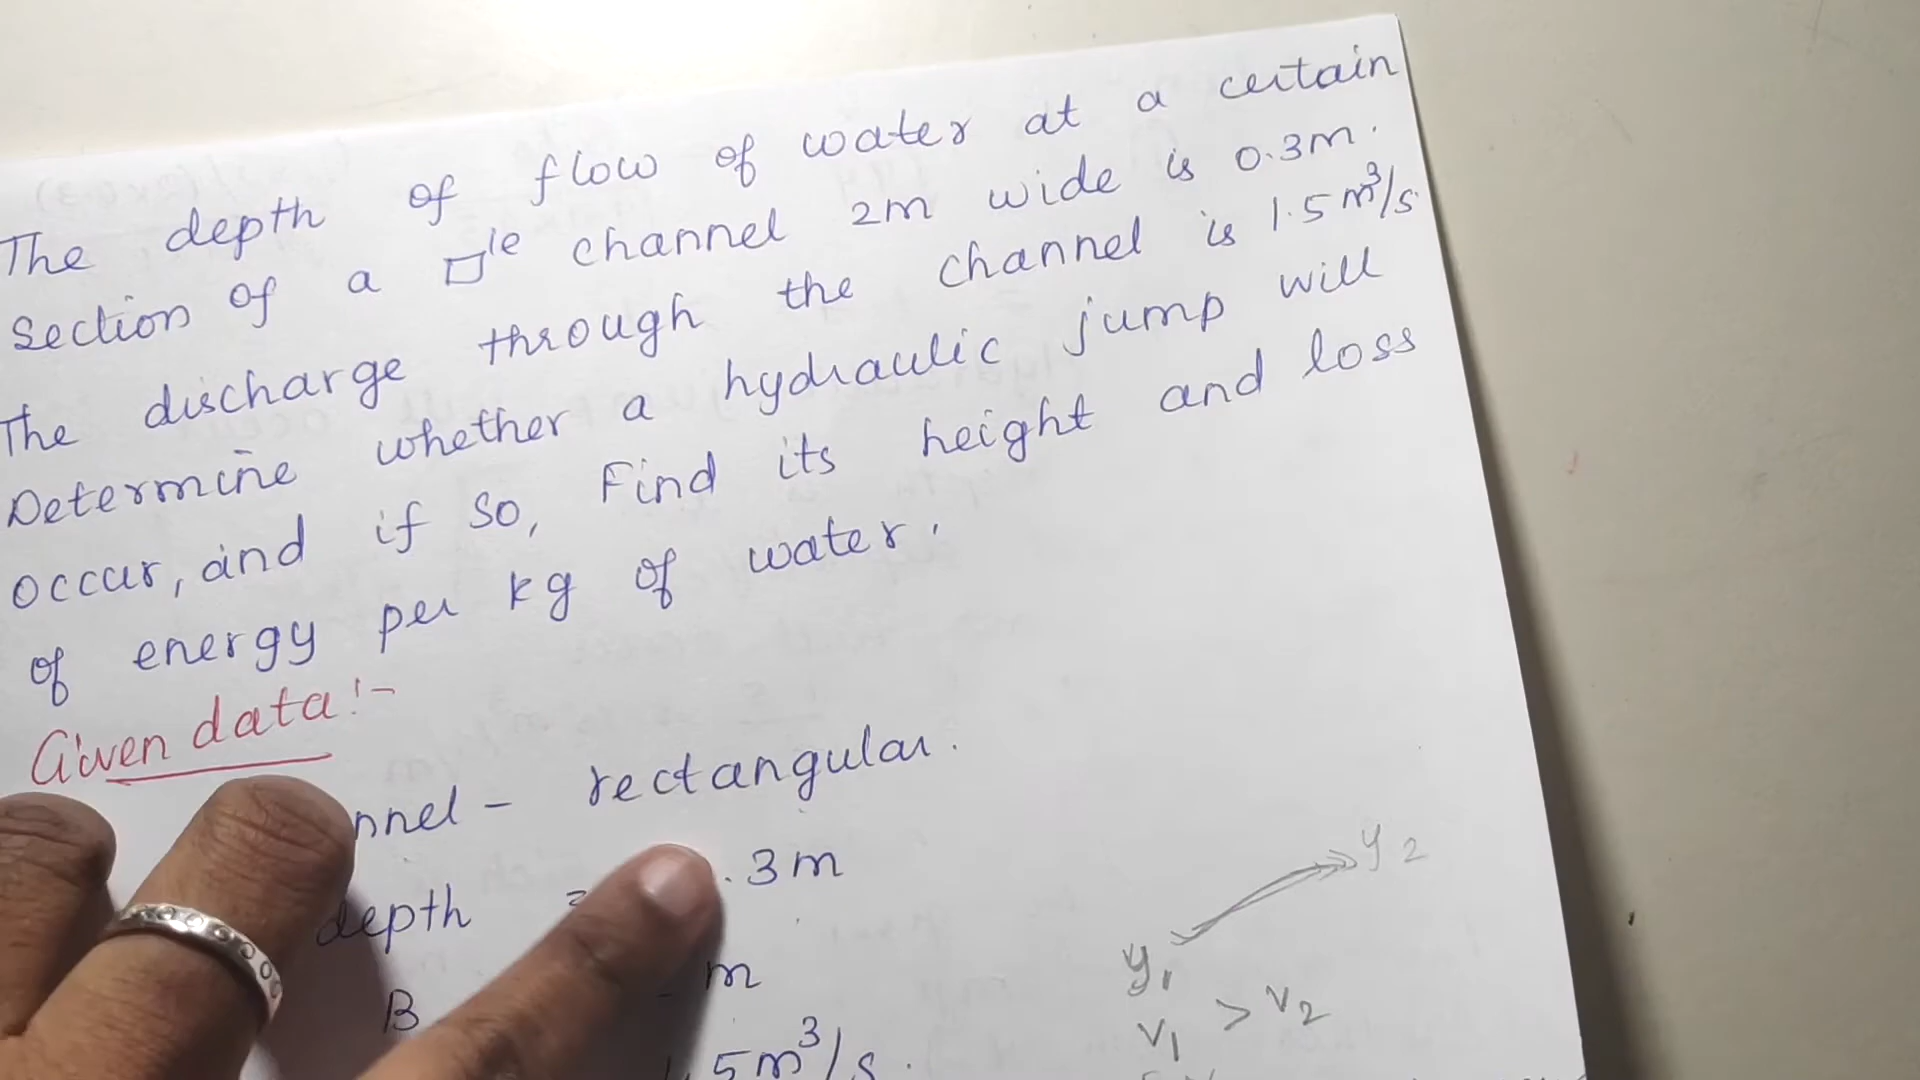 The depth of flow of water at a certain
section of a ▭le channel 2m wide is 0.3m.
The discharge through the channel is 1.5 m³/s.
Determine whether a hydraulic jump will
occur, and if so, Find its height and loss
of energy per kg of water.
Given data:-
nnel - rectangular.
depth .3m
B m
.5m³/s.
y2
y1
V1 > V2